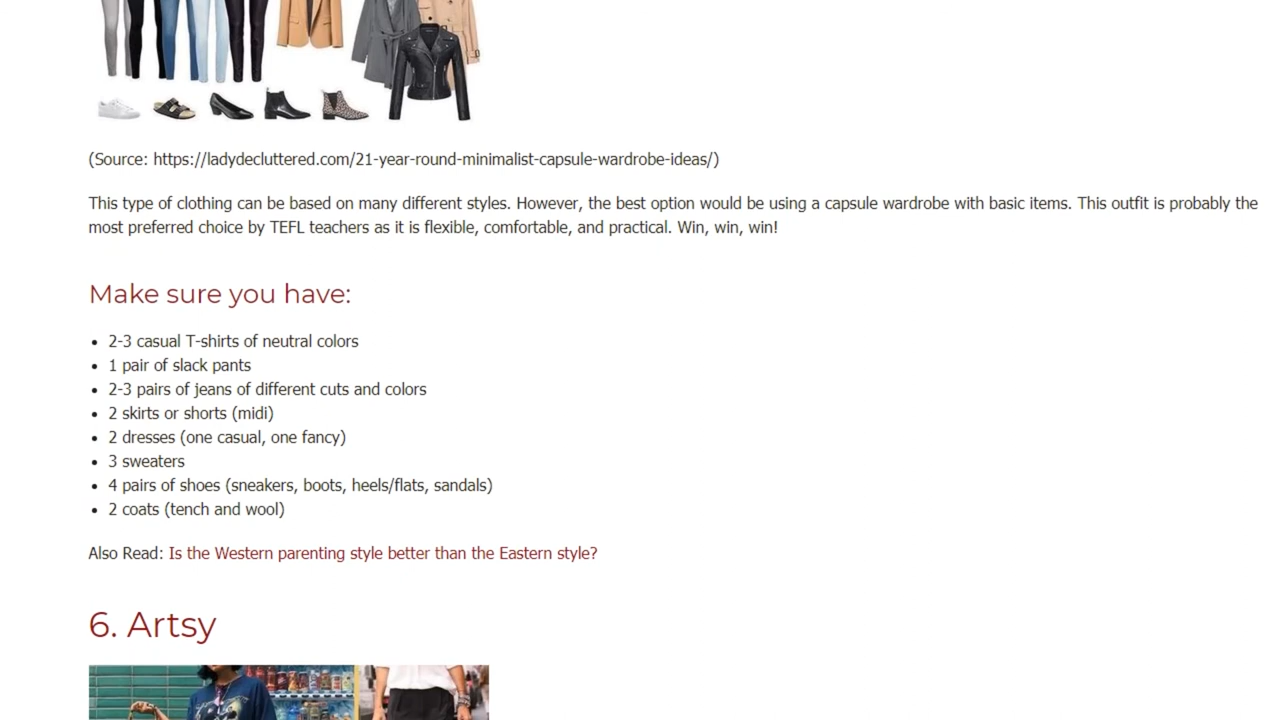 (Source: https://ladydecluttered.com/21-year-round-minimalist-capsule-wardrobe-ideas/)
This type of clothing can be based on many different styles. However, the best option would be using a capsule wardrobe with basic items. This outfit is probably the
most preferred choice by TEFL teachers as it is flexible, comfortable, and practical. Win, win, win!
Make sure you have:
• 2-3 casual T-shirts of neutral colors
• 1 pair of slack pants
• 2-3 pairs of jeans of different cuts and colors
• 2 skirts or shorts (midi)
• 2 dresses (one casual, one fancy)
• 3 sweaters
• 4 pairs of shoes (sneakers, boots, heels/flats, sandals)
• 2 coats (tench and wool)
Also Read: Is the Western parenting style better than the Eastern style?
6. Artsy